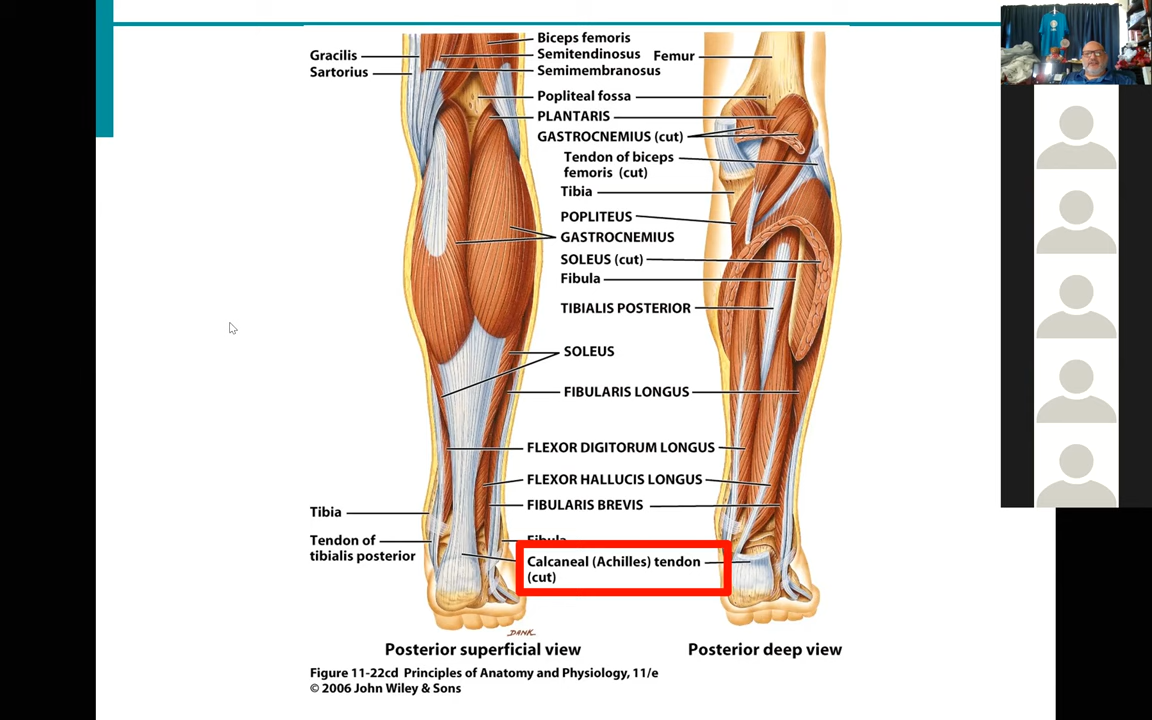 Biceps femoris
Gracilis
Semitendinosus
Femur
Sartorius
Semimembranosus
Popliteal fossa
PLANTARIS
GASTROCNEMIUS (cut)
Tendon of biceps
femoris (cut)
Tibia
POPLITEUS
GASTROCNEMIUS
SOLEUS (cut)
Fibula
TIBIALIS POSTERIOR
SOLEUS
FIBULARIS LONGUS
FLEXOR DIGITORUM LONGUS
FLEXOR HALLUCIS LONGUS
FIBULARIS BREVIS
Tibia
Tendon of
tibialis posterior
Fibula
Calcaneal (Achilles) tendon
(cut)
DANK
Posterior superficial view
Posterior deep view
Figure 11-22cd Principles of Anatomy and Physiology, 11/e
© 2006 John Wiley & Sons